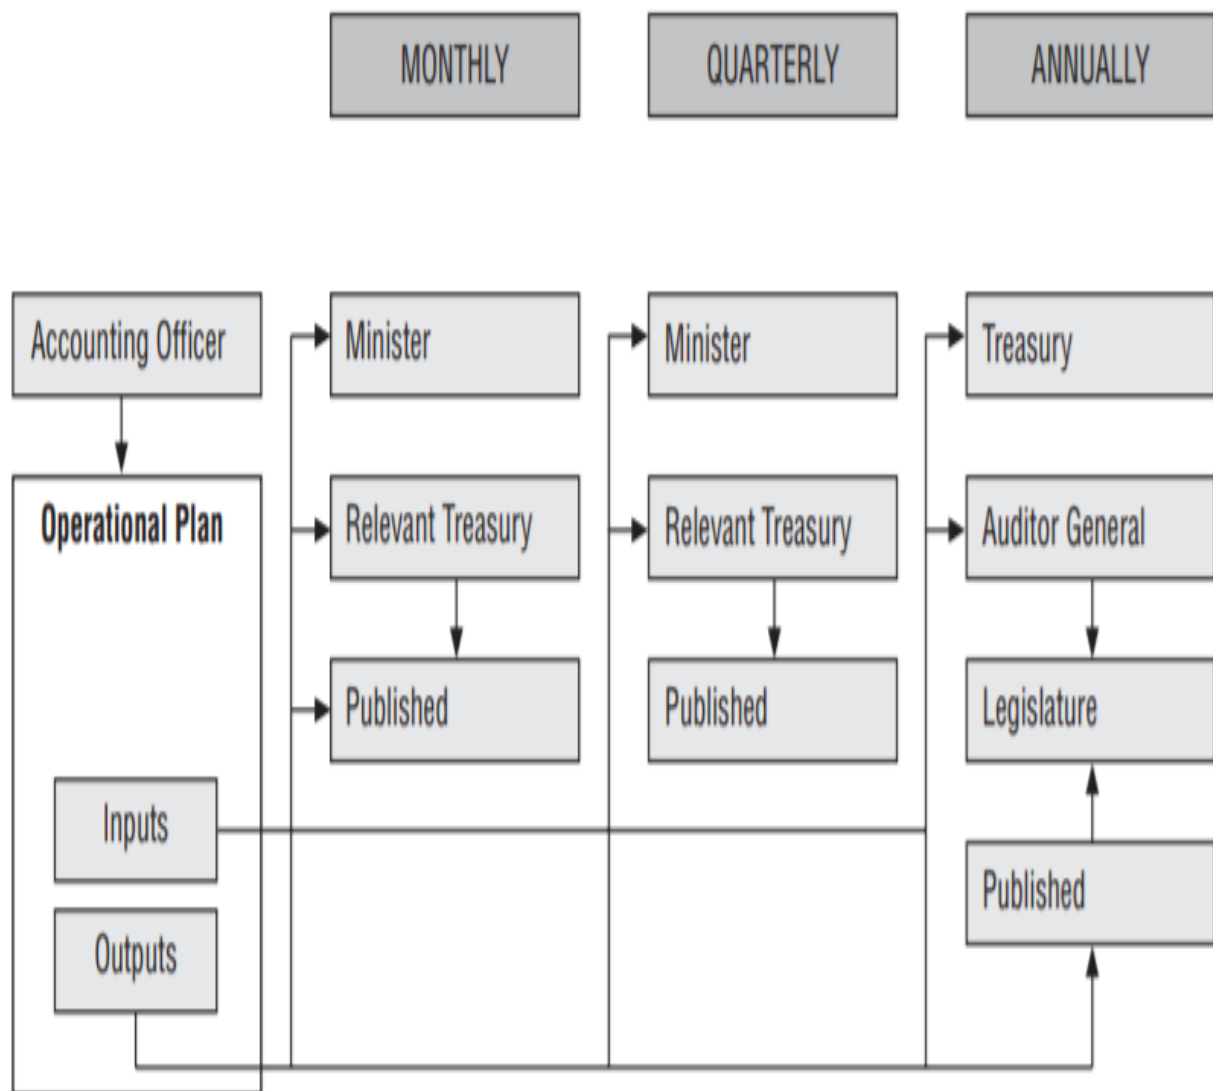 MONTHLY
QUARTERLY
ANNUALLY
Accounting Officer
Minister
Minister
Treasury
Operational Plan
Relevant Treasury
Relevant Treasury
Auditor General
Published
Published
Legislature
Inputs
Published
Outputs